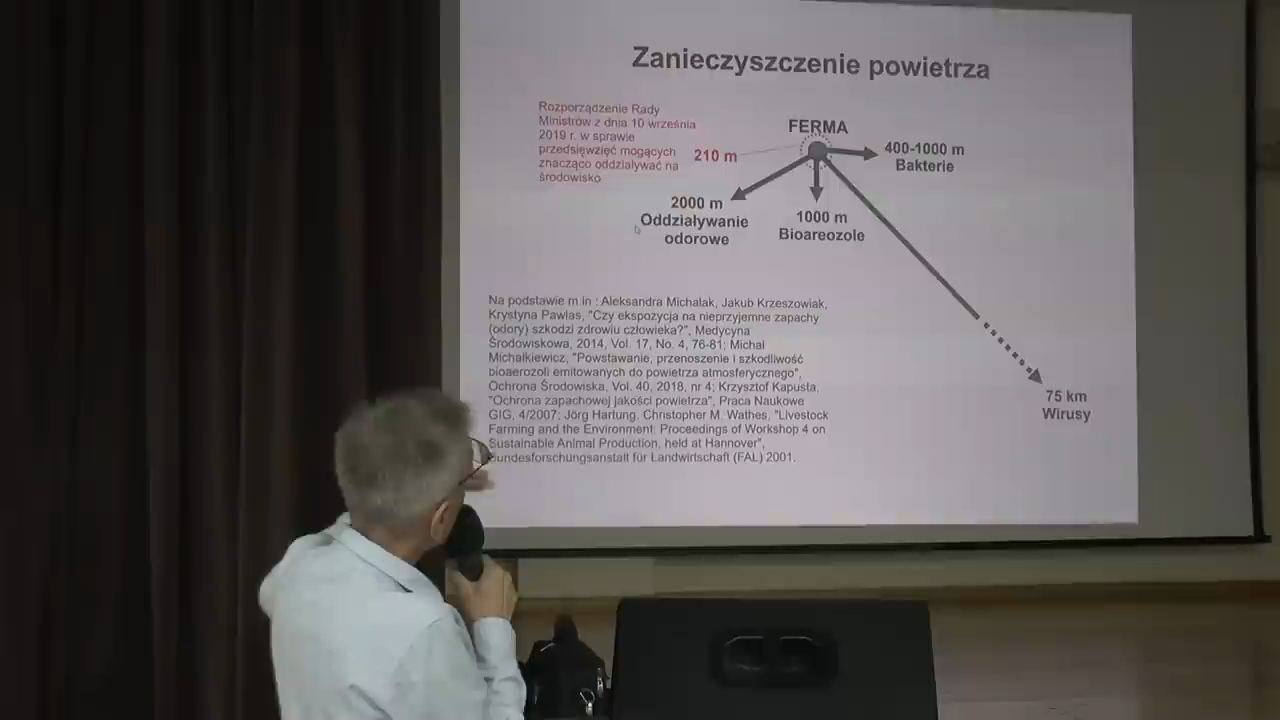 Zanieczyszczenie powietrza
Rozporządzenie Rady
Ministrów z dnia 10 września
2019 r. w sprawie
przedsięwzięć mogących
znacząco oddziaływać na
środowisko
210 m
FERMA
400-1000 m
Bakterie
2000 m
Oddziaływanie
odorowe
1000 m
Bioareozole
75 km
Wirusy
Na podstawie m.in : Aleksandra Michalak, Jakub Krzeszowiak,
Krystyna Pawlas, "Czy ekspozycja na nieprzyjemne zapachy
(odory) szkodzi zdrowiu człowieka?", Medycyna
Środowiskowa, 2014, Vol. 17, No. 4, 76-81; Michał
Michalkiewicz, "Powstawanie, przenoszenie i szkodliwość
bioaerozoli emitowanych do powietrza atmosferycznego",
Ochrona Środowiska, Vol. 40, 2018, nr 4; Krzysztof Kapusta,
"Ochrona zapachowej jakości powietrza", Praca Naukowe
GIG, 4/2007; Jörg Hartung, Christopher M. Wathes, "Livestock
Farming and the Environment: Proceedings of Workshop 4 on
Sustainable Animal Production, held at Hannover",
Bundesforschungsanstalt für Landwirtschaft (FAL) 2001.